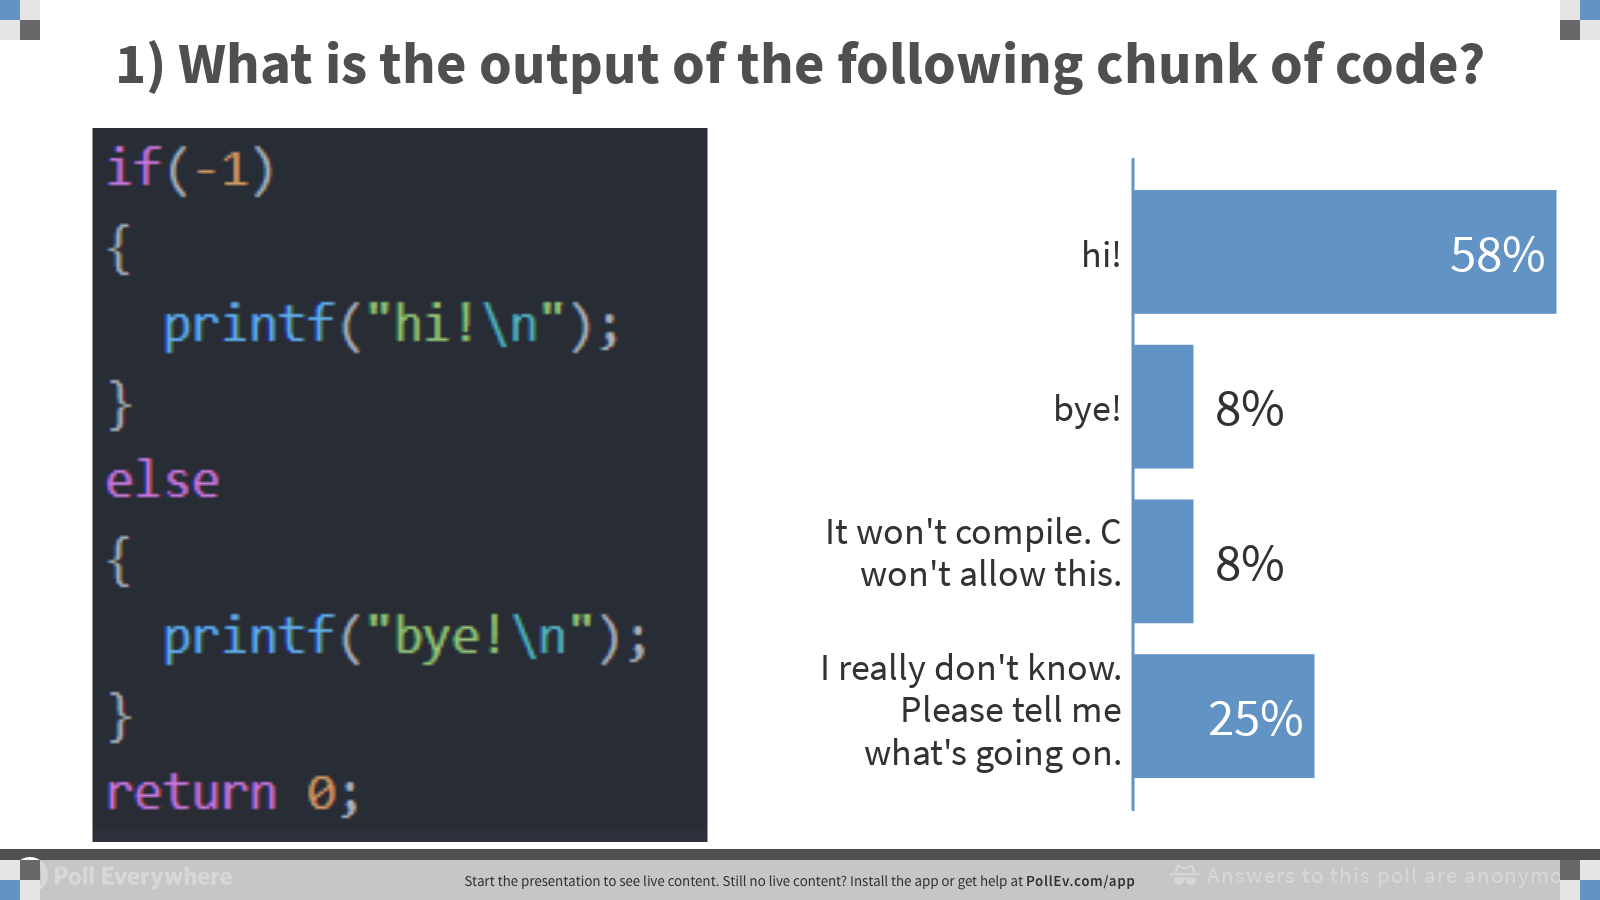 1) What is the output of the following chunk of code?
if(-1)
{
  printf("hi!\n");
}
else
{
  printf("bye!\n");
}
return 0;
hi!
58%
bye!
8%
It won't compile. C
won't allow this.
8%
I really don't know.
Please tell me
what's going on.
25%
Poll Everywhere
Start the presentation to see live content. Still no live content? Install the app or get help at PollEv.com/app
Answers to this poll are